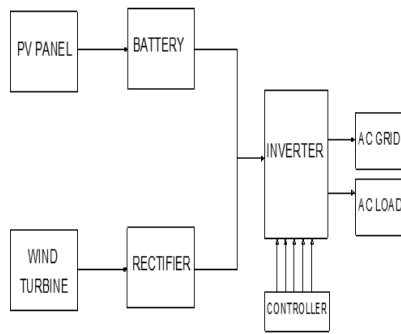 PV PANEL
BATTERY
INVERTER
AC GRID
AC LOAD
WIND
TURBINE
RECTIFIER
CONTROLLER